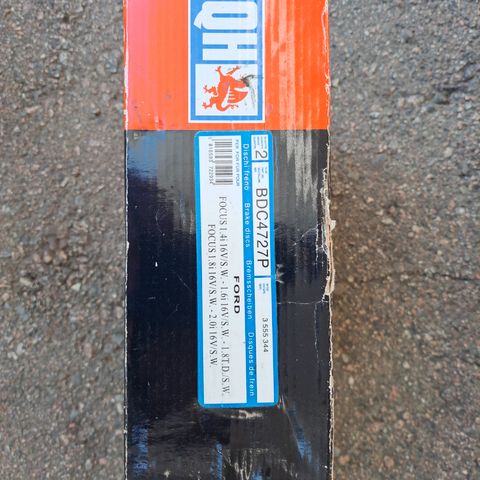 QH
2
BDC4727P
3 555 344
Dischi freno Brake discs Bremsscheiben Disques de frein
FORD
FOCUS 1.4i 16V/S.W. - 1.6i 16V/S.W. - 1.8T.D./S.W.
FOCUS 1.8i 16V/S.W. - 2.0i 16V/S.W.